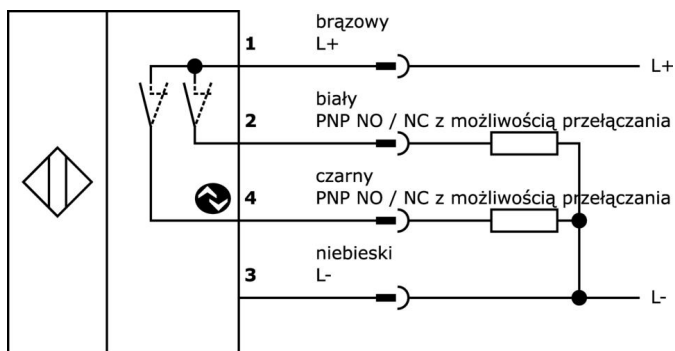 brązowy
1 L+
L+
biały
2 PNP NO / NC z możliwością przełączania
czarny
4 PNP NO / NC z możliwością przełączania
niebieski
3 L-
L-